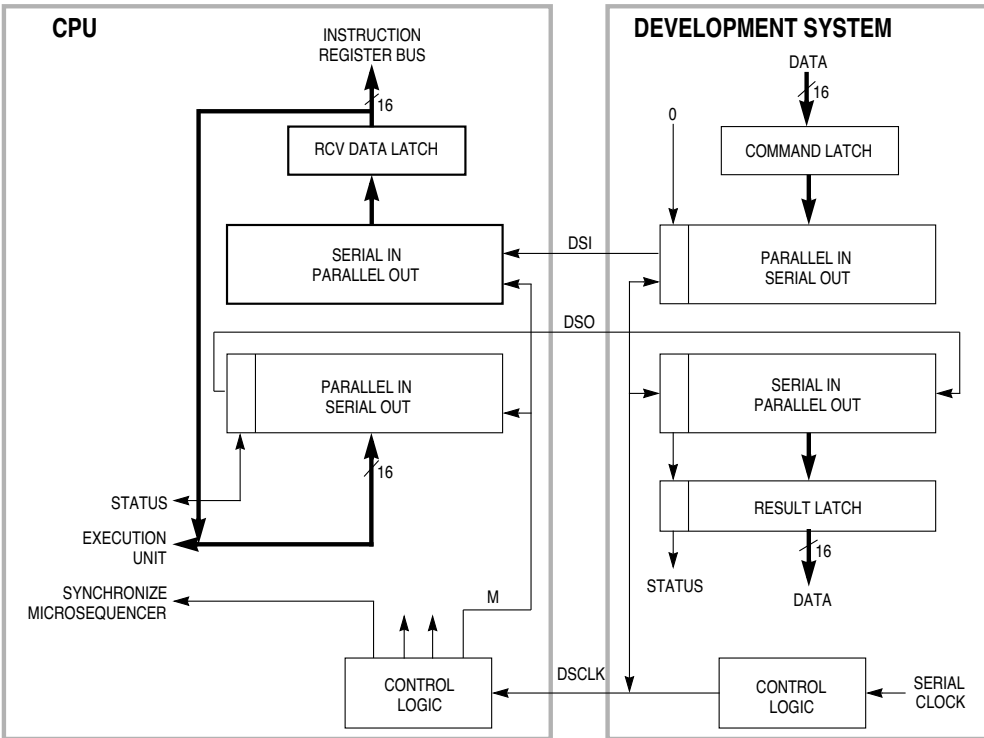 CPU
INSTRUCTION
REGISTER BUS
16
RCV DATA LATCH
SERIAL IN
PARALLEL OUT
PARALLEL IN
SERIAL OUT
16
STATUS
EXECUTION
UNIT
SYNCHRONIZE
MICROSEQUENCER
M
CONTROL
LOGIC
DSI
DSO
DSCLK
DEVELOPMENT SYSTEM
DATA
16
0
COMMAND LATCH
PARALLEL IN
SERIAL OUT
SERIAL IN
PARALLEL OUT
RESULT LATCH
16
STATUS
DATA
CONTROL
LOGIC
SERIAL
CLOCK